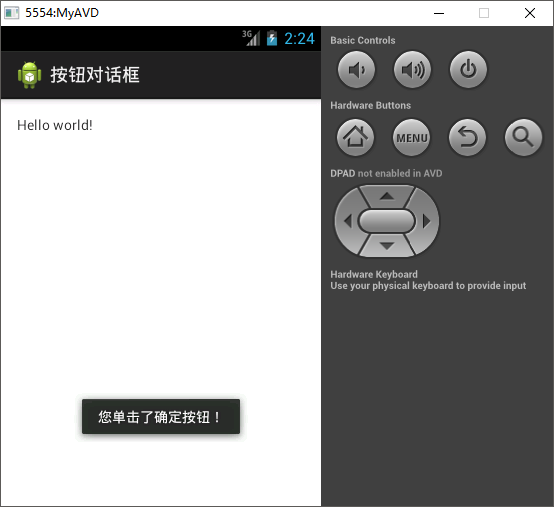 5554:MyAVD
3G 2:24
按钮对话框
Hello world!
您单击了确定按钮！
Basic Controls
Hardware Buttons
MENU
DPAD not enabled in AVD
Hardware Keyboard
Use your physical keyboard to provide input